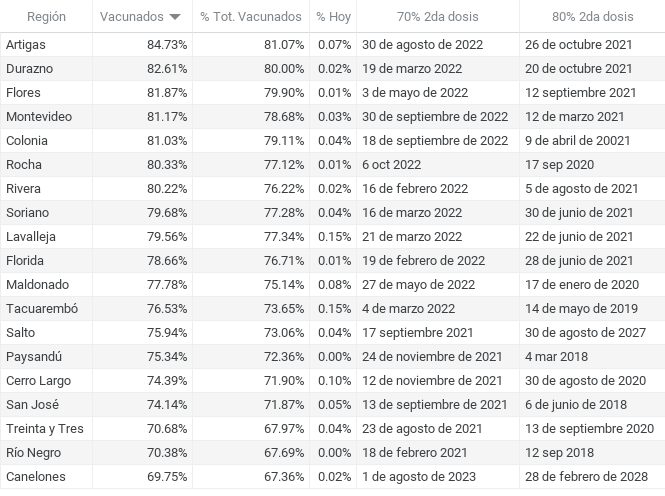 Región Vacunados % Tot. Vacunados % Hoy 70% 2da dosis 80% 2da dosis
Artigas 84.73% 81.07% 0.07% 30 de agosto de 2022 26 de octubre 2021
Durazno 82.61% 80.00% 0.02% 19 de marzo 2022 20 de octubre 2021
Flores 81.87% 79.90% 0.01% 3 de mayo de 2022 12 septiembre 2021
Montevideo 81.17% 78.68% 0.03% 30 de septiembre de 2022 12 de marzo 2021
Colonia 81.03% 79.11% 0.04% 18 de septiembre de 2022 9 de abril de 20021
Rocha 80.33% 77.12% 0.01% 6 oct 2022 17 sep 2020
Rivera 80.22% 76.22% 0.02% 16 de febrero 2022 5 de agosto de 2021
Soriano 79.68% 77.28% 0.04% 16 de marzo 2022 30 de junio de 2021
Lavalleja 79.56% 77.34% 0.15% 21 de marzo 2022 22 de junio de 2021
Florida 78.66% 76.71% 0.01% 19 de febrero de 2022 28 de junio de 2021
Maldonado 77.78% 75.14% 0.08% 27 de mayo de 2022 17 de enero de 2020
Tacuarembó 76.53% 73.65% 0.15% 4 de marzo 2022 14 de mayo de 2019
Salto 75.94% 73.06% 0.04% 17 septiembre 2021 30 de agosto de 2027
Paysandú 75.34% 72.36% 0.00% 24 de noviembre de 2021 4 mar 2018
Cerro Largo 74.39% 71.90% 0.10% 12 de noviembre de 2021 30 de agosto de 2020
San José 74.14% 71.87% 0.05% 13 de septiembre de 2021 6 de junio de 2018
Treinta y Tres 70.68% 67.97% 0.04% 23 de agosto de 2021 13 de septiembre 2020
Río Negro 70.38% 67.69% 0.00% 18 de febrero 2021 12 sep 2018
Canelones 69.75% 67.36% 0.02% 1 de agosto de 2023 28 de febrero de 2028